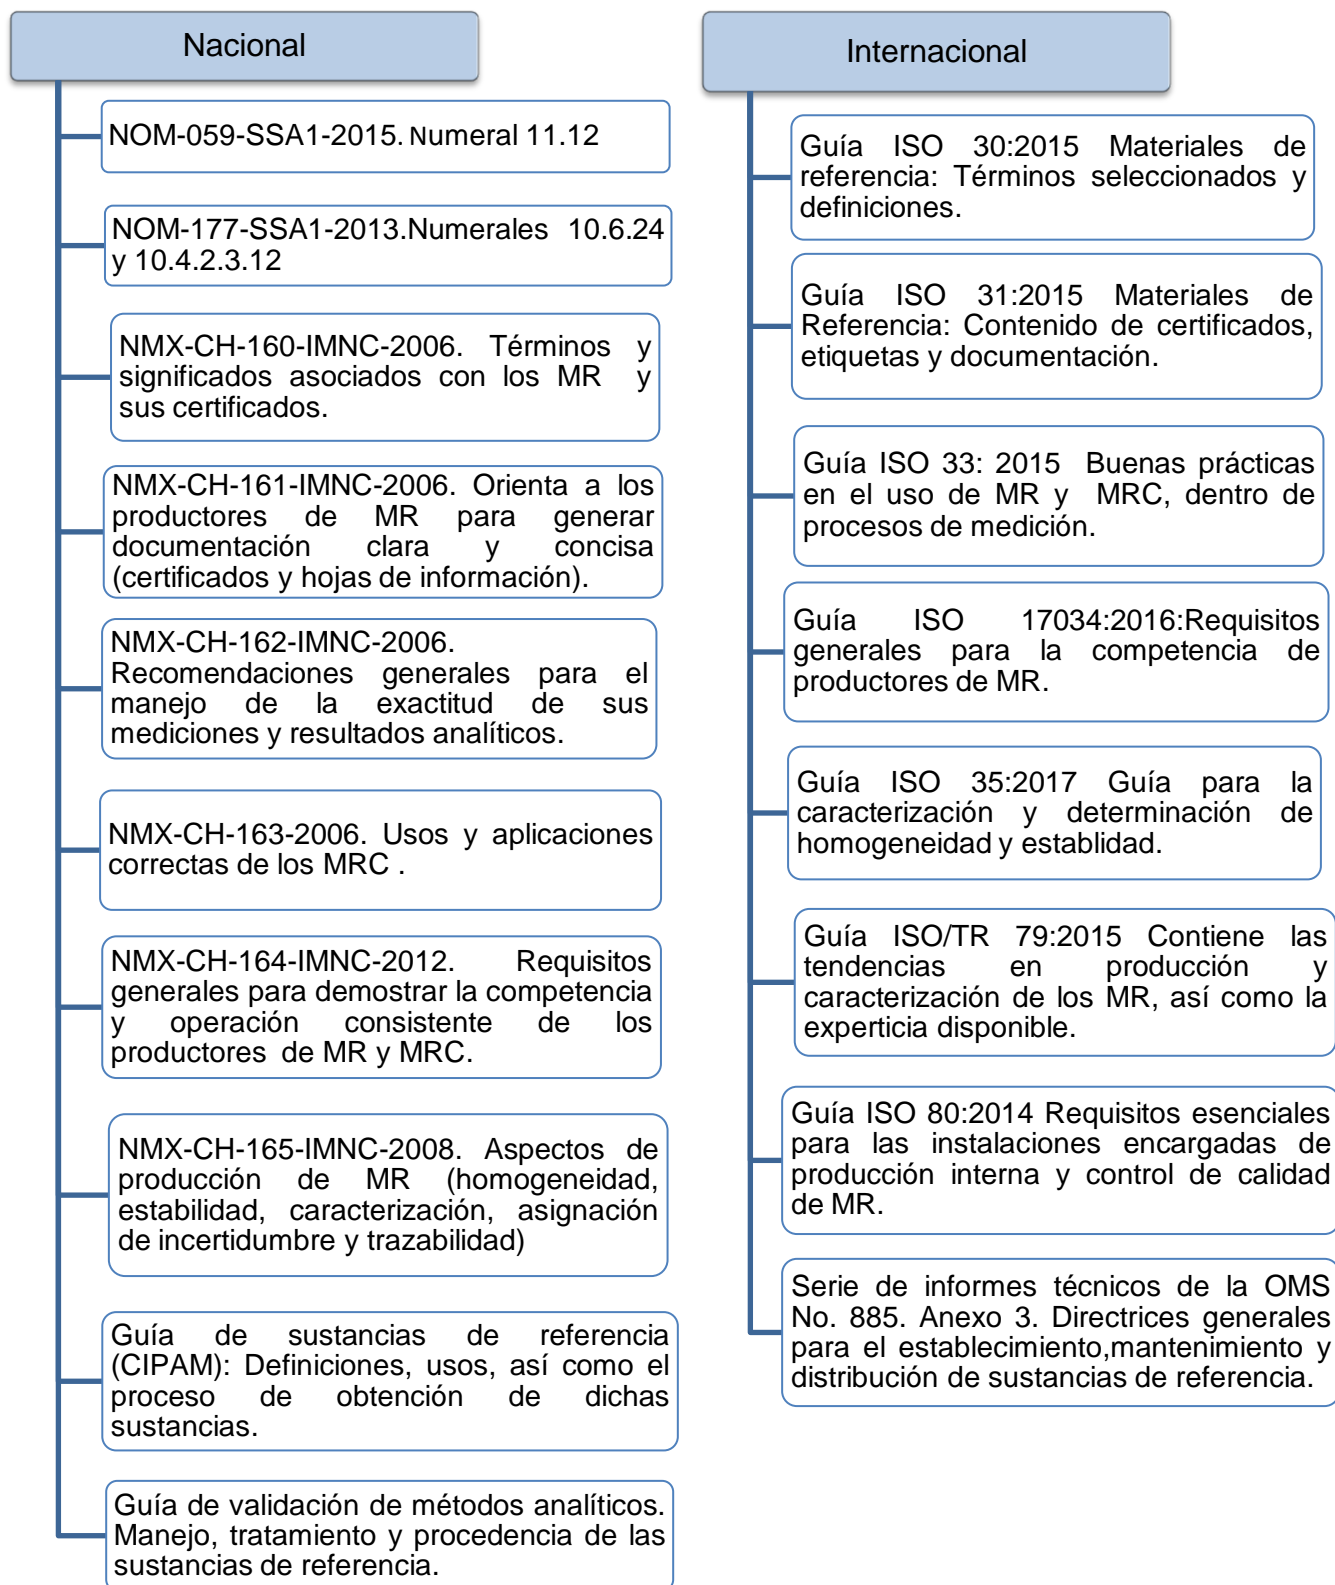 Nacional
NOM-059-SSA1-2015. Numeral 11.12
NOM-177-SSA1-2013.Numerales 10.6.24
y 10.4.2.3.12
NMX-CH-160-IMNC-2006. Términos y
significados asociados con los MR y
sus certificados.
NMX-CH-161-IMNC-2006. Orienta a los
productores de MR para generar
documentación clara y concisa
(certificados y hojas de información).
NMX-CH-162-IMNC-2006.
Recomendaciones generales para el
manejo de la exactitud de sus
mediciones y resultados analíticos.
NMX-CH-163-2006. Usos y aplicaciones
correctas de los MRC .
NMX-CH-164-IMNC-2012. Requisitos
generales para demostrar la competencia
y operación consistente de los
productores de MR y MRC.
NMX-CH-165-IMNC-2008. Aspectos de
producción de MR (homogeneidad,
estabilidad, caracterización, asignación
de incertidumbre y trazabilidad)
Guía de sustancias de referencia
(CIPAM): Definiciones, usos, así como el
proceso de obtención de dichas
sustancias.
Guía de validación de métodos analíticos.
Manejo, tratamiento y procedencia de las
sustancias de referencia.
Internacional
Guía ISO 30:2015 Materiales de
referencia: Términos seleccionados y
definiciones.
Guía ISO 31:2015 Materiales de
Referencia: Contenido de certificados,
etiquetas y documentación.
Guía ISO 33: 2015 Buenas prácticas
en el uso de MR y MRC, dentro de
procesos de medición.
Guía ISO 17034:2016:Requisitos
generales para la competencia de
productores de MR.
Guía ISO 35:2017 Guía para la
caracterización y determinación de
homogeneidad y establidad.
Guía ISO/TR 79:2015 Contiene las
tendencias en producción y
caracterización de los MR, así como la
experticia disponible.
Guía ISO 80:2014 Requisitos esenciales
para las instalaciones encargadas de
producción interna y control de calidad
de MR.
Serie de informes técnicos de la OMS
No. 885. Anexo 3. Directrices generales
para el establecimiento,mantenimiento y
distribución de sustancias de referencia.